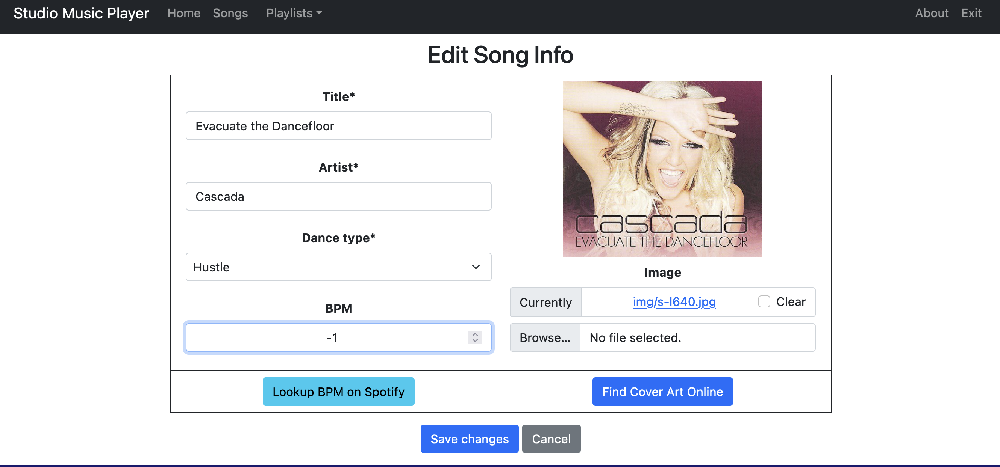 Studio Music Player Home Songs Playlists About Exit
Edit Song Info
Title*
Evacuate the Dancefloor
Artist*
Cascada
Dance type*
Hustle
BPM
-1
cascada
EVACUATE THE DANCEFLOOR
Image
Currently img/s-l640.jpg Clear
Browse... No file selected.
Lookup BPM on Spotify Find Cover Art Online
Save changes Cancel